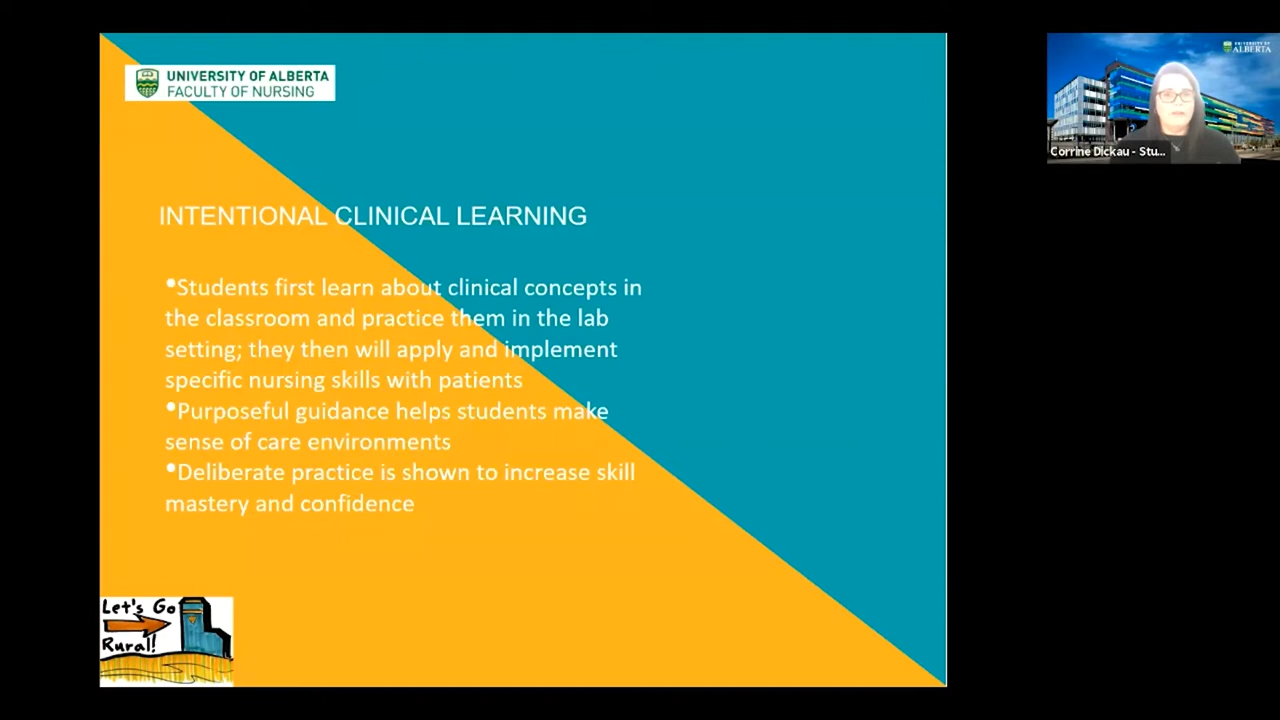 UNIVERSITY OF ALBERTA
FACULTY OF NURSING
INTENTIONAL CLINICAL LEARNING
•Students first learn about clinical concepts in
the classroom and practice them in the lab
setting; they then will apply and implement
specific nursing skills with patients
•Purposeful guidance helps students make
sense of care environments
•Deliberate practice is shown to increase skill
mastery and confidence
Let's Go
Rural!
UNIVERSITY OF
ALBERTA
Corrine Dickau - Stu...